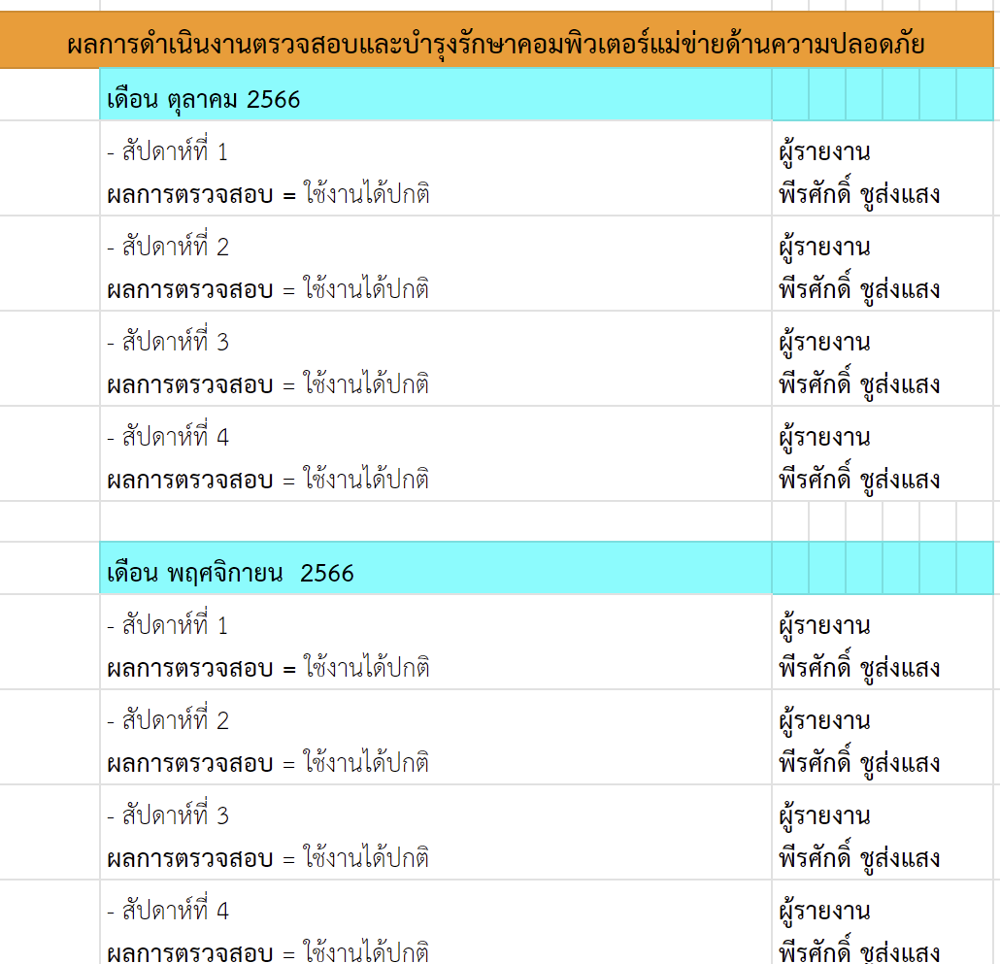 ผลการดำเนินงานตรวจสอบและบำรุงรักษาคอมพิวเตอร์แม่ข่ายด้านความปลอดภัย
เดือน ตุลาคม 2566
- สัปดาห์ที่ 1
ผลการตรวจสอบ = ใช้งานได้ปกติ
ผู้รายงาน
พีรศักดิ์ ชูส่งแสง
- สัปดาห์ที่ 2
ผลการตรวจสอบ = ใช้งานได้ปกติ
ผู้รายงาน
พีรศักดิ์ ชูส่งแสง
- สัปดาห์ที่ 3
ผลการตรวจสอบ = ใช้งานได้ปกติ
ผู้รายงาน
พีรศักดิ์ ชูส่งแสง
- สัปดาห์ที่ 4
ผลการตรวจสอบ = ใช้งานได้ปกติ
ผู้รายงาน
พีรศักดิ์ ชูส่งแสง
เดือน พฤศจิกายน  2566
- สัปดาห์ที่ 1
ผลการตรวจสอบ = ใช้งานได้ปกติ
ผู้รายงาน
พีรศักดิ์ ชูส่งแสง
- สัปดาห์ที่ 2
ผลการตรวจสอบ = ใช้งานได้ปกติ
ผู้รายงาน
พีรศักดิ์ ชูส่งแสง
- สัปดาห์ที่ 3
ผลการตรวจสอบ = ใช้งานได้ปกติ
ผู้รายงาน
พีรศักดิ์ ชูส่งแสง
- สัปดาห์ที่ 4
ผลการตรวจสอบ = ใช้งานได้ปกติ
ผู้รายงาน
พีรศักดิ์ ชูส่งแสง